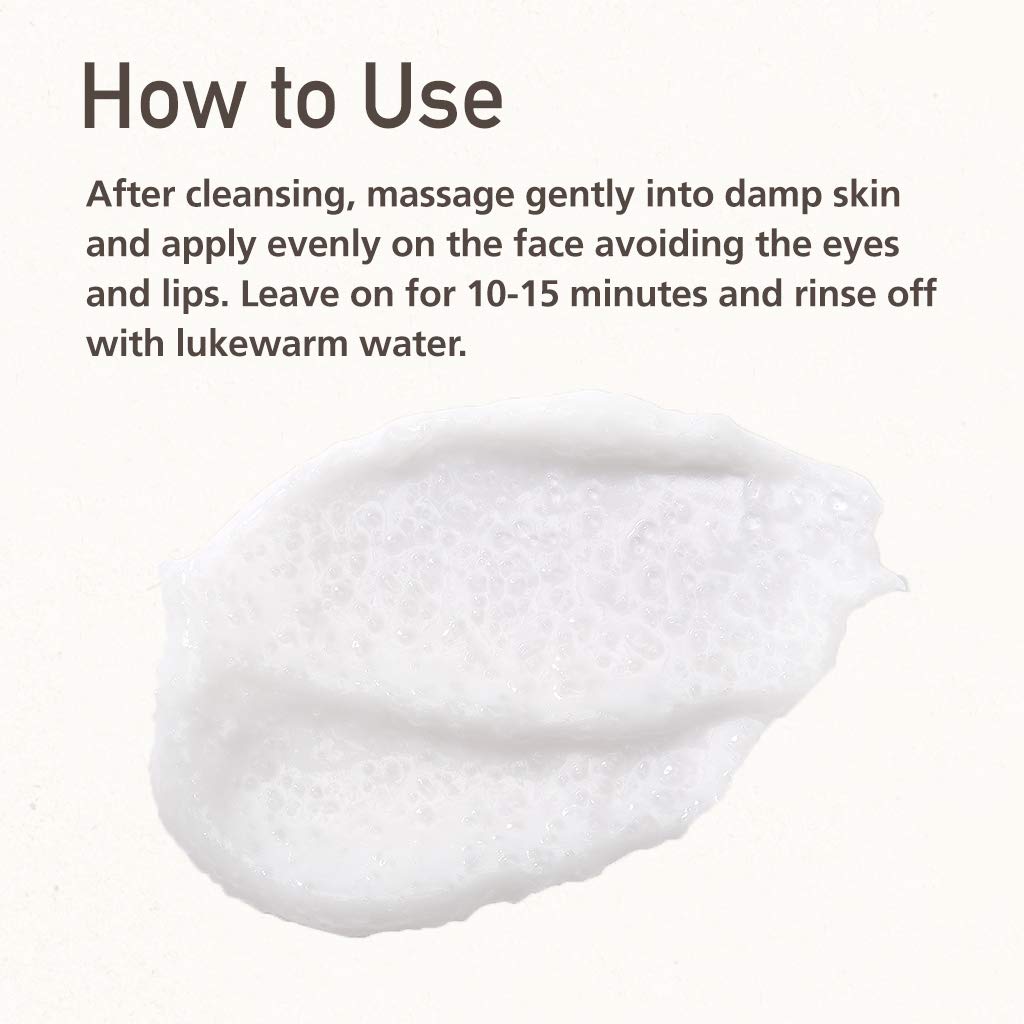 How to Use
After cleansing, massage gently into damp skin
and apply evenly on the face avoiding the eyes
and lips. Leave on for 10-15 minutes and rinse off
with lukewarm water.